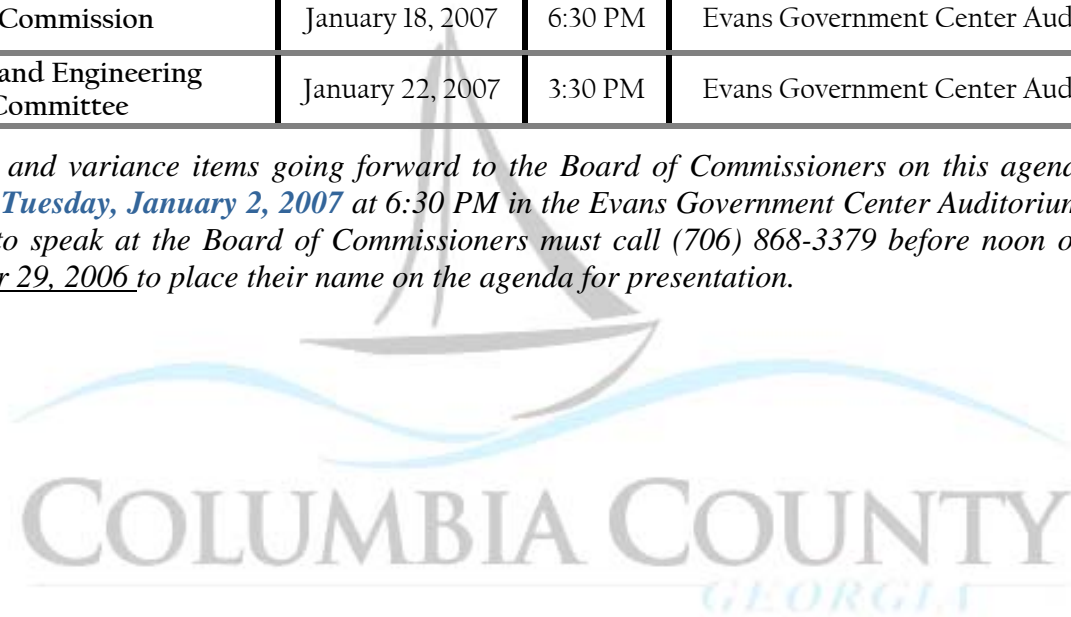 Commission January 18, 2007 6:30 PM Evans Government Center Aud
and Engineering
Committee January 22, 2007 3:30 PM Evans Government Center Aud
and variance items going forward to the Board of Commissioners on this agend
Tuesday, January 2, 2007 at 6:30 PM in the Evans Government Center Auditorium
to speak at the Board of Commissioners must call (706) 868-3379 before noon o
r 29, 2006 to place their name on the agenda for presentation.
COLUMBIA COUNTY
GEORGIA